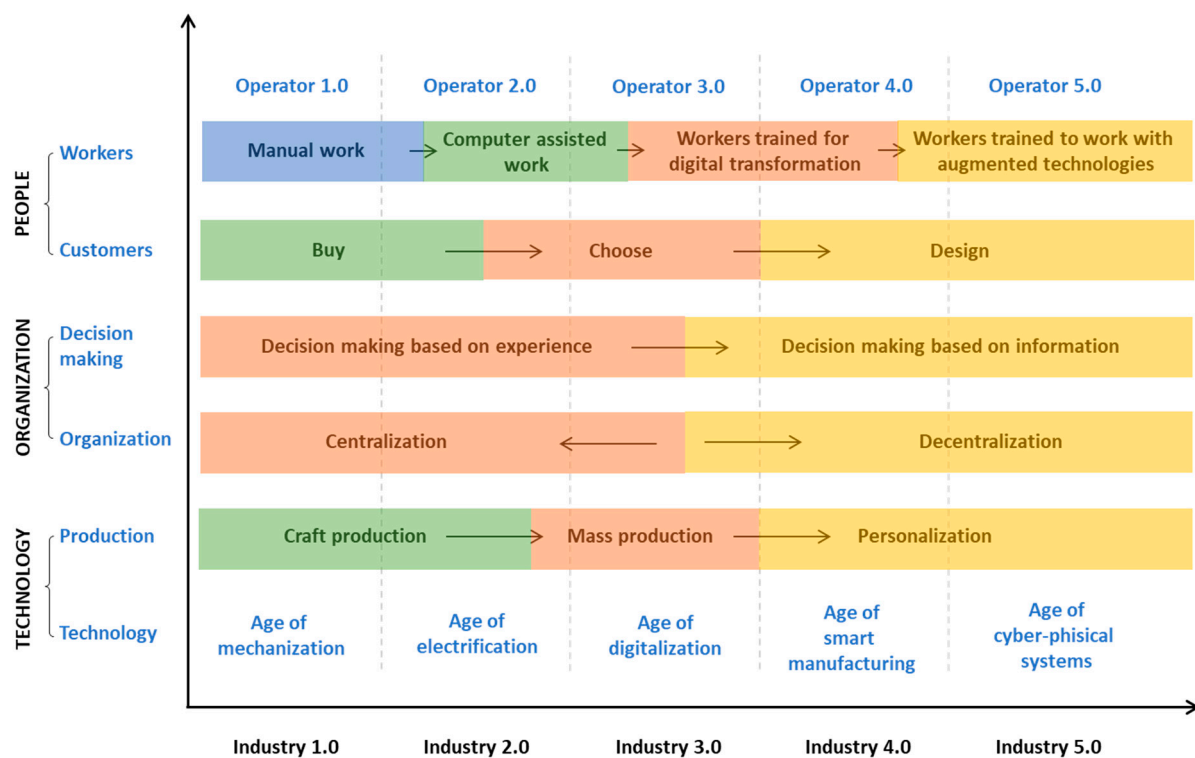 Operator 1.0 Operator 2.0 Operator 3.0 Operator 4.0 Operator 5.0
PEOPLE
Workers
Manual work
Computer assisted
work
Workers trained for
digital transformation
Workers trained to work with
augmented technologies
Customers
Buy
Choose
Design
ORGANIZATION
Decision
making
Decision making based on experience
Decision making based on information
Organization
Centralization
Decentralization
TECHNOLOGY
Production
Craft production
Mass production
Personalization
Technology
Age of
mechanization
Age of
electrification
Age of
digitalization
Age of
smart
manufacturing
Age of
cyber-phisical
systems
Industry 1.0 Industry 2.0 Industry 3.0 Industry 4.0 Industry 5.0